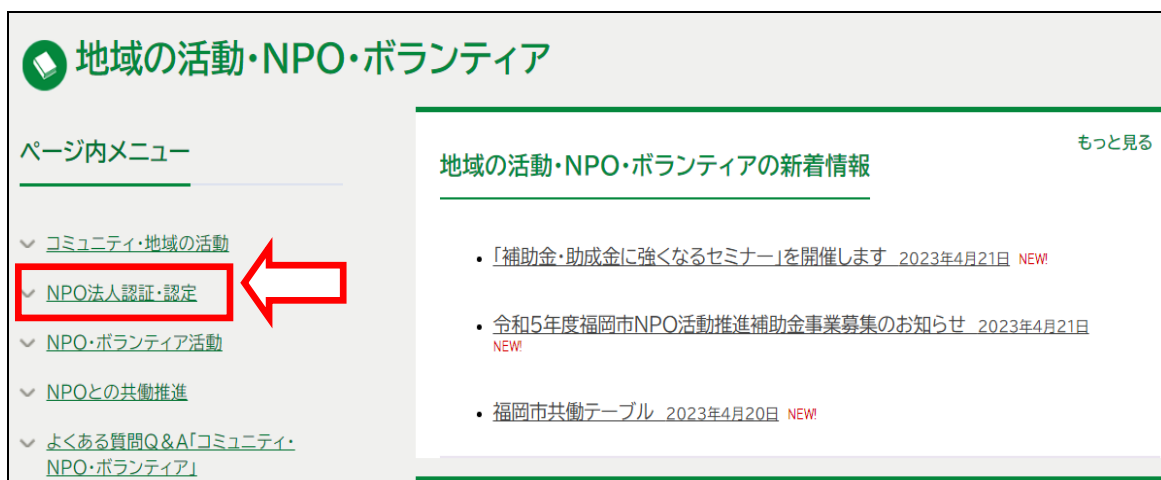 地域の活動・NPO・ボランティア
ページ内メニュー
コミュニティ・地域の活動
NPO法人認証・認定
NPO・ボランティア活動
NPOとの共働推進
よくある質問Q&A「コミュニティ・
NPO・ボランティア」
もっと見る
地域の活動・NPO・ボランティアの新着情報
「補助金・助成金に強くなるセミナー」を開催します 2023年4月21日 NEW!
令和5年度福岡市NPO活動推進補助金事業募集のお知らせ 2023年4月21日
NEW!
福岡市共働テーブル 2023年4月20日 NEW!